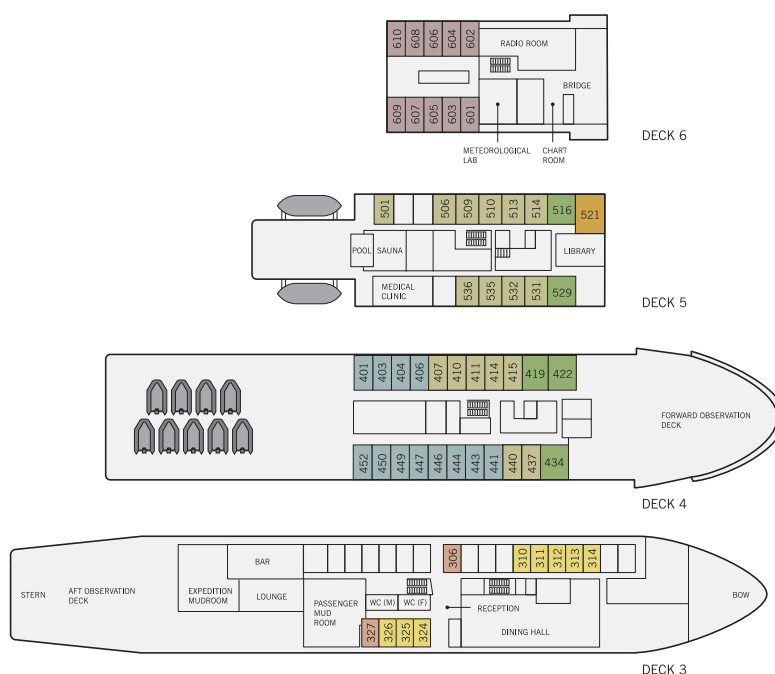 610 608 606 604 602
RADIO ROOM
BRIDGE
609 607 605 603 601
METEOROLOGICAL
LAB
CHART
ROOM
DECK 6
501 506 509 510 513 514 516 521
POOL SAUNA
LIBRARY
MEDICAL
CLINIC
536 535 532 531 529
DECK 5
401 403 404 406 407 410 411 414 415 419 422
FORWARD OBSERVATION
DECK
452 450 449 447 446 444 443 441 440 437 434
DECK 4
306 310 311 312 313 314
BAR
STERN
AFT OBSERVATION
DECK
EXPEDITION
MUDROOM
LOUNGE
PASSENGER
MUD
ROOM
WC (M) WC (F)
RECEPTION
BOW
327 326 325 324
DINING HALL
DECK 3